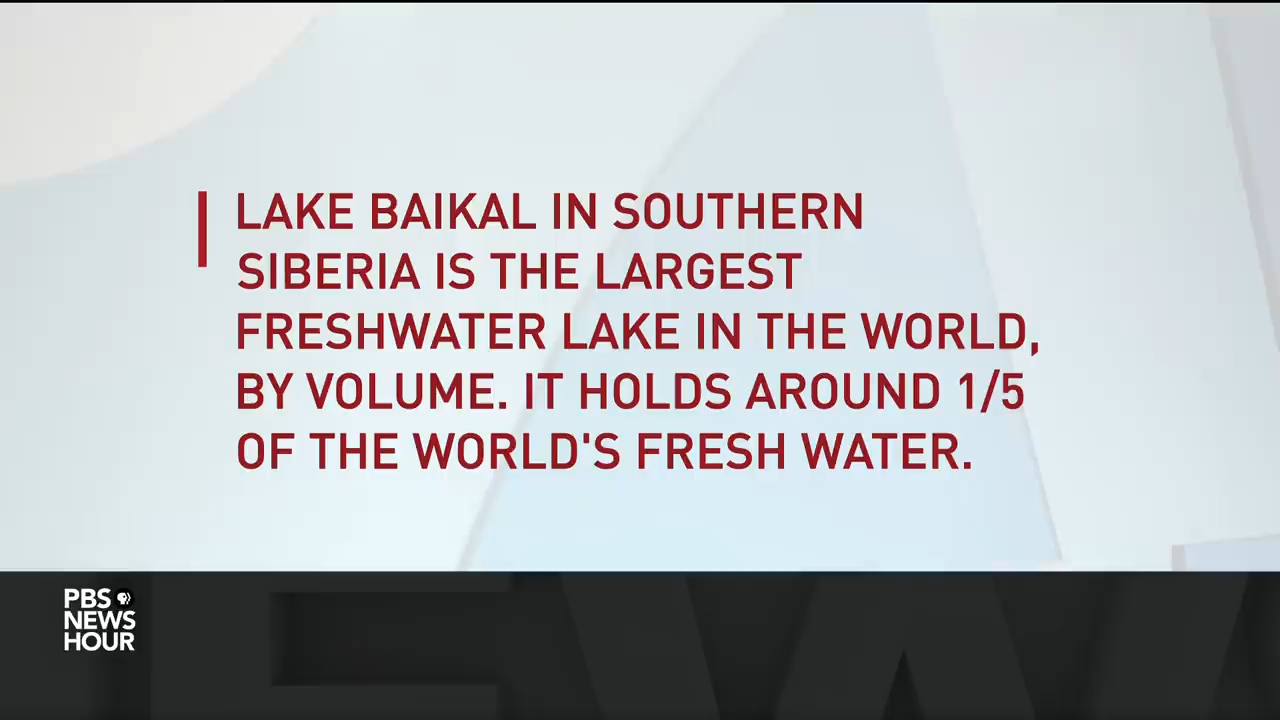 LAKE BAIKAL IN SOUTHERN
SIBERIA IS THE LARGEST
FRESHWATER LAKE IN THE WORLD,
BY VOLUME. IT HOLDS AROUND 1/5
OF THE WORLD'S FRESH WATER.
PBS
NEWS
HOUR